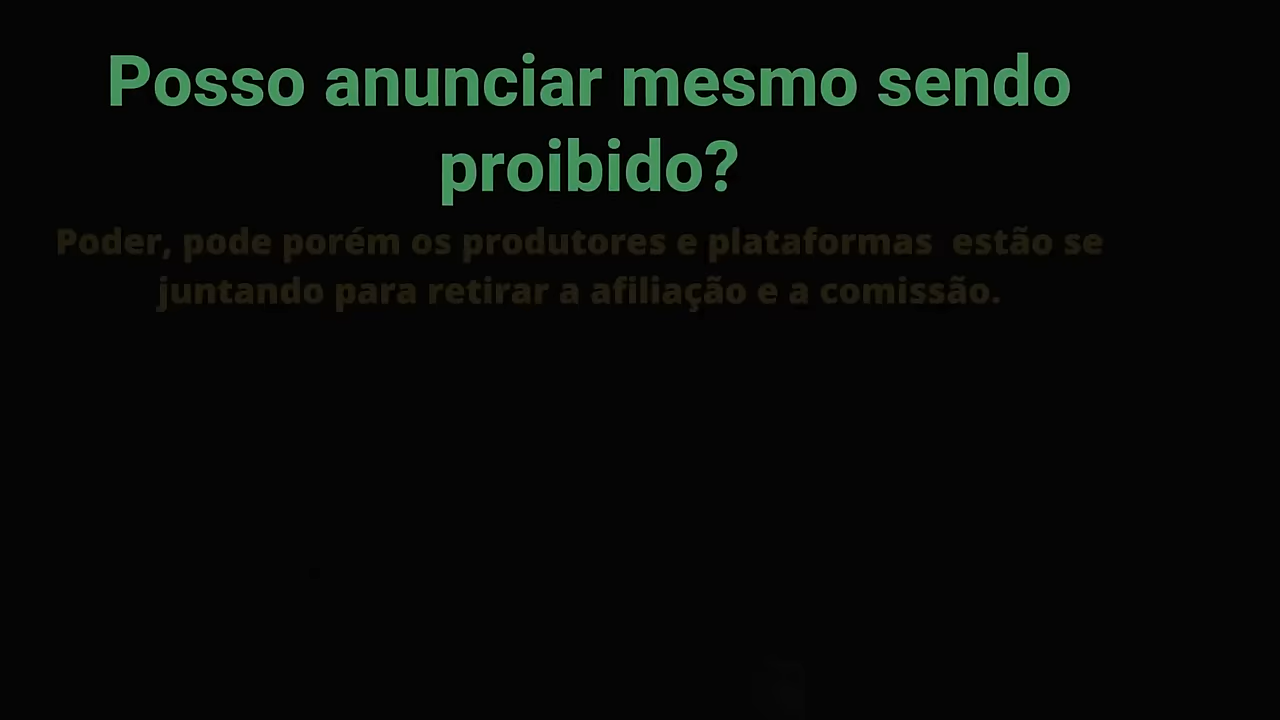 Posso anunciar mesmo sendo
proibido?
Poder, pode porém os produtores e plataformas estão se
juntando para retirar a afiliação e a comissão.